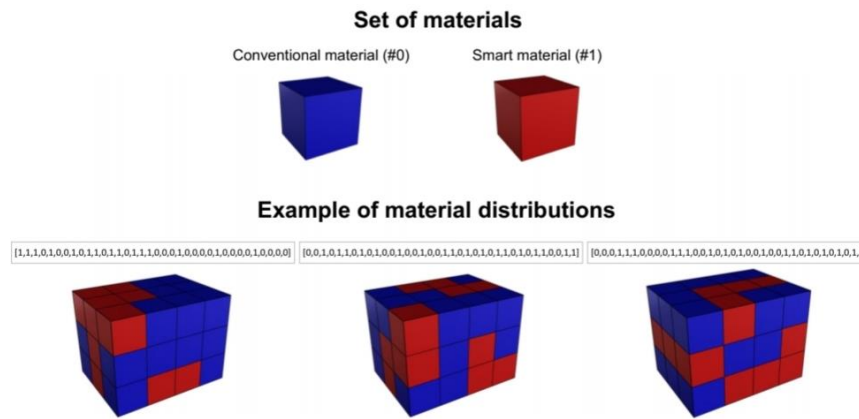 Set of materials
Conventional material (#0)
Smart material (#1)
Example of material distributions
[1,1,1,0,1,0,0,1,0,1,1,0,1,1,0,1,1,1,0,0,0,1,0,0,0,0,1,0,0,0,0,1,0,0,0,0]
[0,0,1,0,1,1,0,1,0,1,0,0,1,0,0,1,0,0,1,1,0,1,0,1,0,1,1,0,1,0,1,1,0,0,1,1]
[0,0,0,1,1,1,0,0,0,0,1,1,1,0,0,1,0,1,0,1,0,0,1,0,0,1,1,0,1,0,1,0,1,0,1,